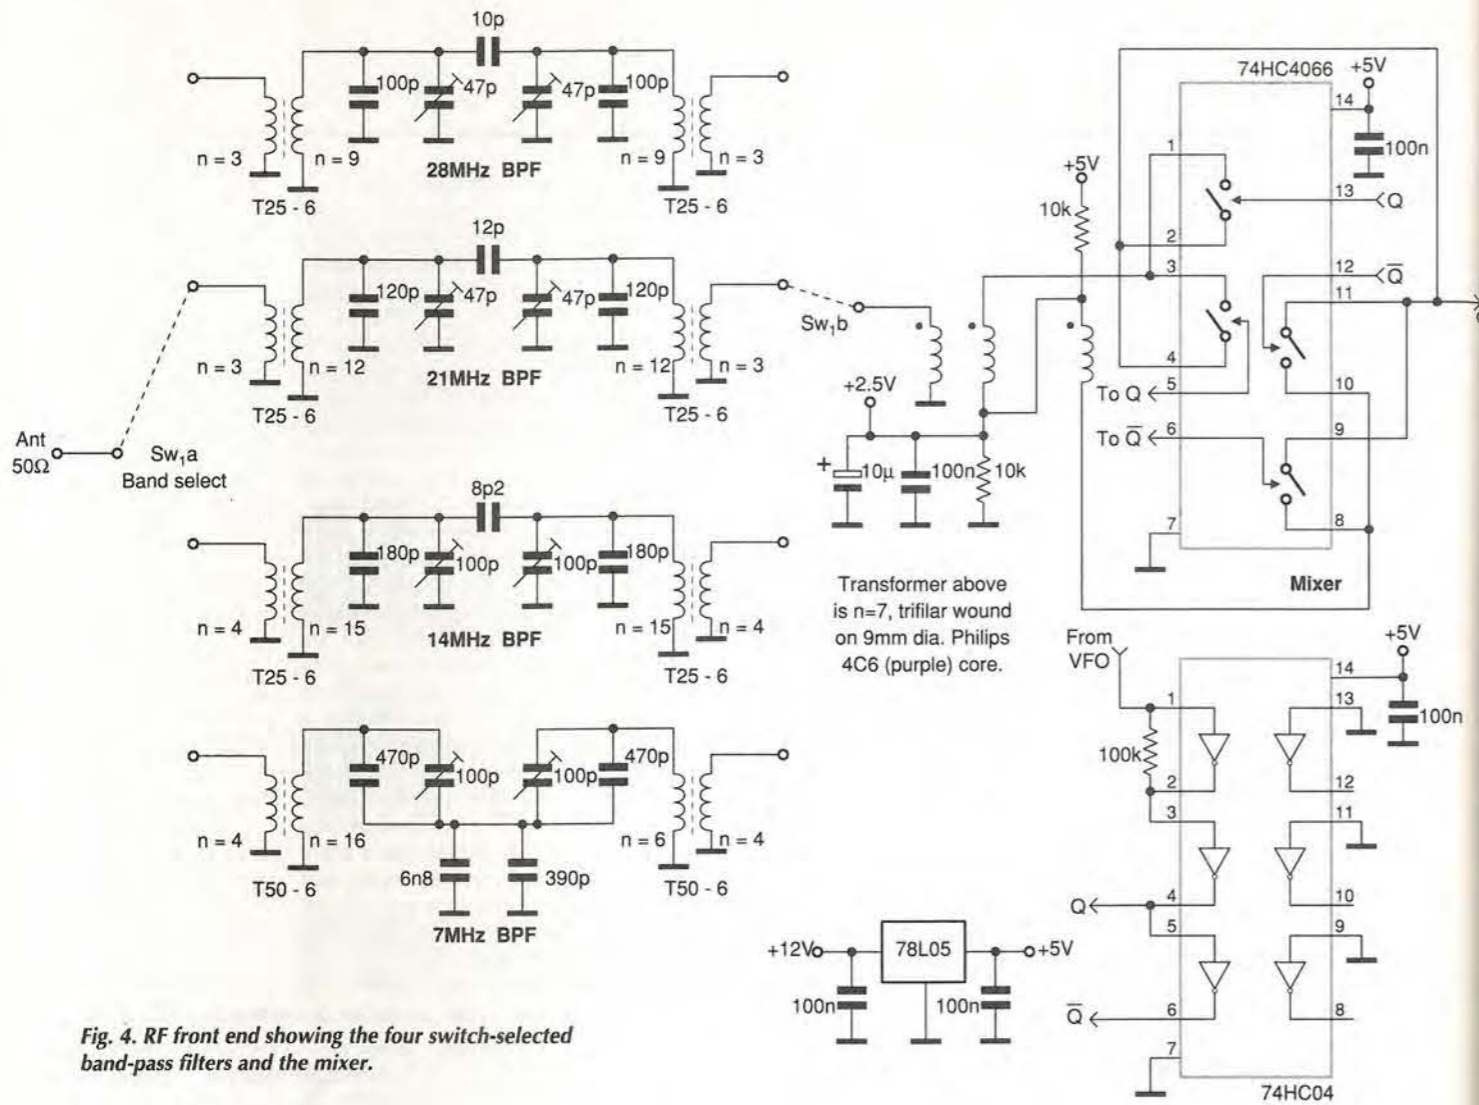 10p
100p
47p
47p
100p
n = 3
n = 9
28MHz BPF
n = 9
n = 3
T25 - 6
T25 - 6
12p
120p
47p
47p
120p
n = 3
n = 12
21MHz BPF
n = 12
n = 3
T25 - 6
T25 - 6
Ant
50Ω
Sw1a
Band select
8p2
180p
100p
100p
180p
n = 4
n = 15
14MHz BPF
n = 15
n = 4
T25 - 6
T25 - 6
470p
100p
100p
470p
n = 4
n = 16
n = 6
n = 4
T50 - 6
6n8
390p
T50 - 6
7MHz BPF
Sw1b
+2.5V
+
10µ
100n
10k
+5V
10k
Transformer above
is n=7, trifilar wound
on 9mm dia. Philips
4C6 (purple) core.
74HC4066
+5V
14
100n
1
13
Q
2
3
12
Q̅
11
4
To Q
5
10
To Q̅
6
9
7
8
Mixer
From
VFO
+5V
14
100n
1
13
100k
2
12
3
11
Q
4
10
5
9
Q̅
6
8
7
74HC04
+12V
78L05
+5V
100n
100n
Fig. 4. RF front end showing the four switch-selected
band-pass filters and the mixer.